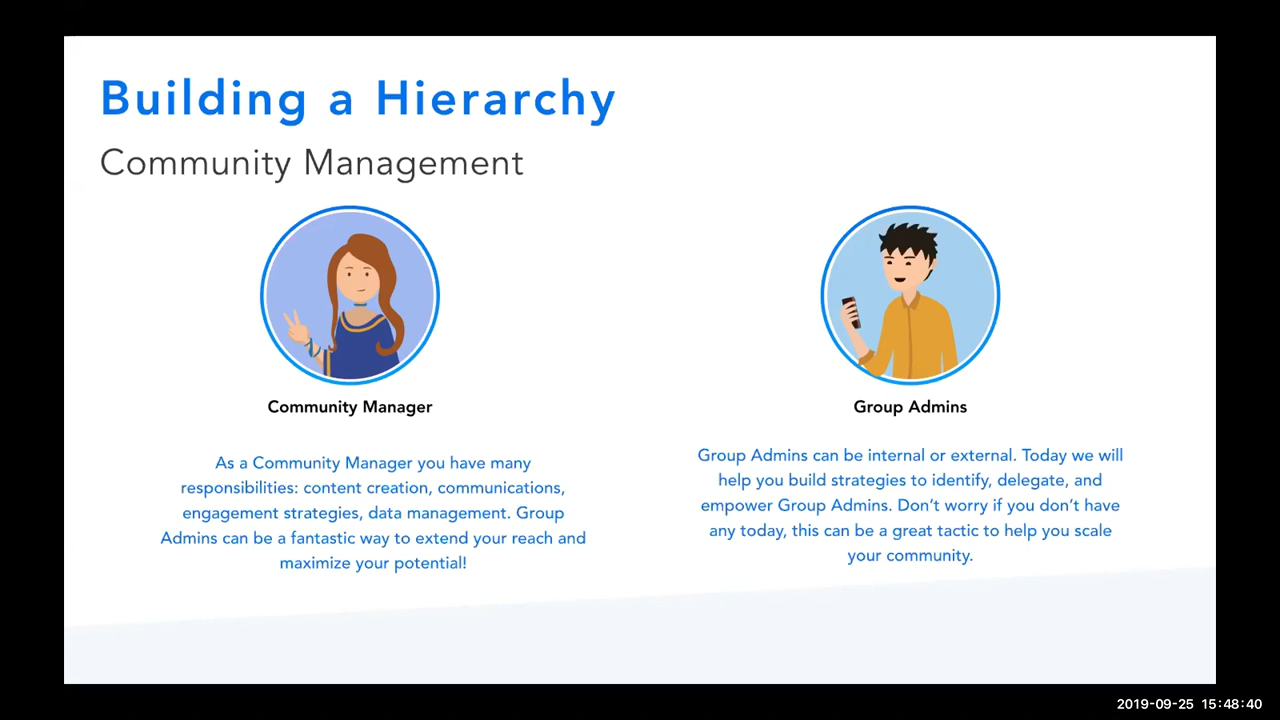 Building a Hierarchy
Community Management
Community Manager
As a Community Manager you have many
responsibilities: content creation, communications,
engagement strategies, data management. Group
Admins can be a fantastic way to extend your reach and
maximize your potential!
Group Admins
Group Admins can be internal or external. Today we will
help you build strategies to identify, delegate, and
empower Group Admins. Don’t worry if you don’t have
any today, this can be a great tactic to help you scale
your community.
2019-09-25 15:48:40